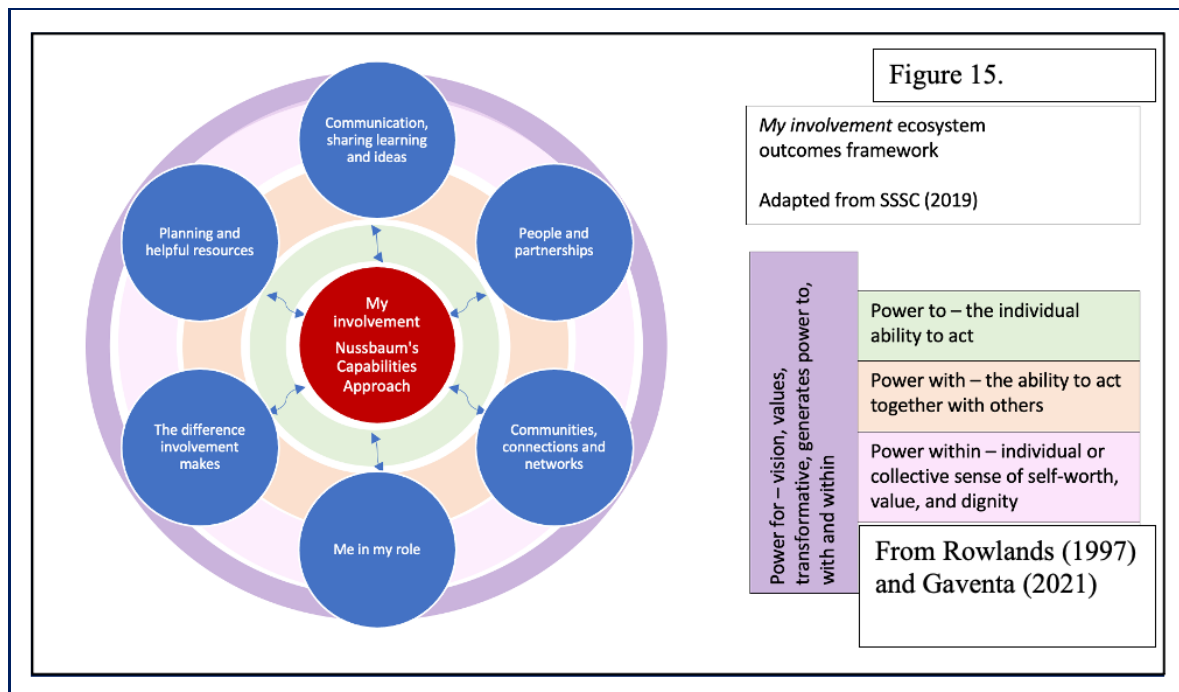 Figure 15.
My involvement ecosystem
outcomes framework
Adapted from SSSC (2019)
Communication,
sharing learning
and ideas
Planning and
helpful resources
People and
partnerships
My
involvement
Nussbaum's
Capabilities
Approach
The difference
involvement
makes
Communities,
connections and
networks
Me in my role
Power for – vision, values,
transformative, generates power to,
with and within
Power to – the individual
ability to act
Power with – the ability to act
together with others
Power within – individual or
collective sense of self-worth,
value, and dignity
From Rowlands (1997)
and Gaventa (2021)